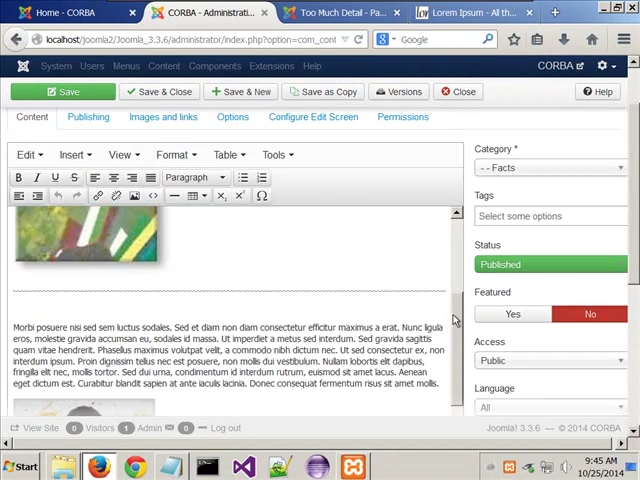 Home - CORBA
CORBA - Administrati...
Too Much Detail - Pa...
Lorem Ipsum - All th...
localhost/joomla2/Joomla_3.3.6/administrator/index.php?option=com_cont
Google
System Users Menus Content Components Extensions Help
CORBA
Save
Save & Close
Save & New
Save as Copy
Versions
Close
Help
Content
Publishing
Images and links
Options
Configure Edit Screen
Permissions
Edit
Insert
View
Format
Table
Tools
Paragraph
Category *
- - Facts
Tags
Select some options
Status
Published
Featured
Yes
No
Access
Public
Language
All
Morbi posuere nisi sed sem luctus sodales. Sed et diam non diam consectetur efficitur maximus a erat. Nunc ligula
eros, molestie gravida accumsan eu, sodales id massa. Ut imperdiet a metus sed interdum. Sed gravida sagittis
quam vitae hendrerit. Phasellus maximus volutpat velit, a commodo nibh dictum nec. Ut sed consectetur ex, non
interdum ipsum. Proin dignissim tellus est posuere, non mollis dui vestibulum. Nullam lobortis elit dapibus,
fringilla elit nec, mollis tortor. Sed dui urna, condimentum id interdum rutrum, euismod sit amet lacus. Aenean
eget dictum est. Curabitur blandit sapien at ante iaculis lacinia. Donec consequat fermentum risus sit amet mollis.
View Site
0 Visitors
1 Admin
0
Log out
Joomla! 3.3.6 — © 2014 CORBA
Start
9:45 AM
10/25/2014